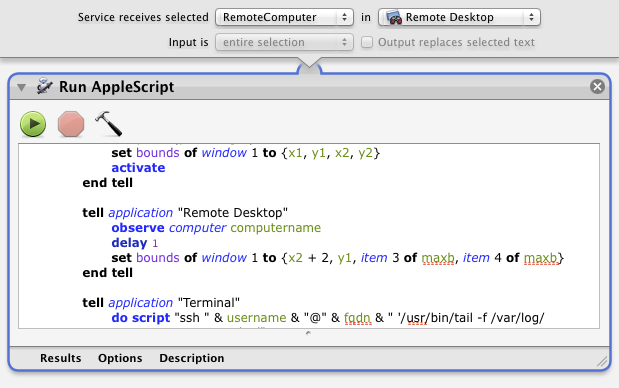 Service receives selected RemoteComputer in Remote Desktop
Input is entire selection Output replaces selected text
Run AppleScript
set bounds of window 1 to {x1, y1, x2, y2}
activate
end tell
tell application "Remote Desktop"
observe computer computername
delay 1
set bounds of window 1 to {x2 + 2, y1, item 3 of maxb, item 4 of maxb}
end tell
tell application "Terminal"
do script "ssh " & username & "@" & fqdn & " '/usr/bin/tail -f /var/log/
Results Options Description